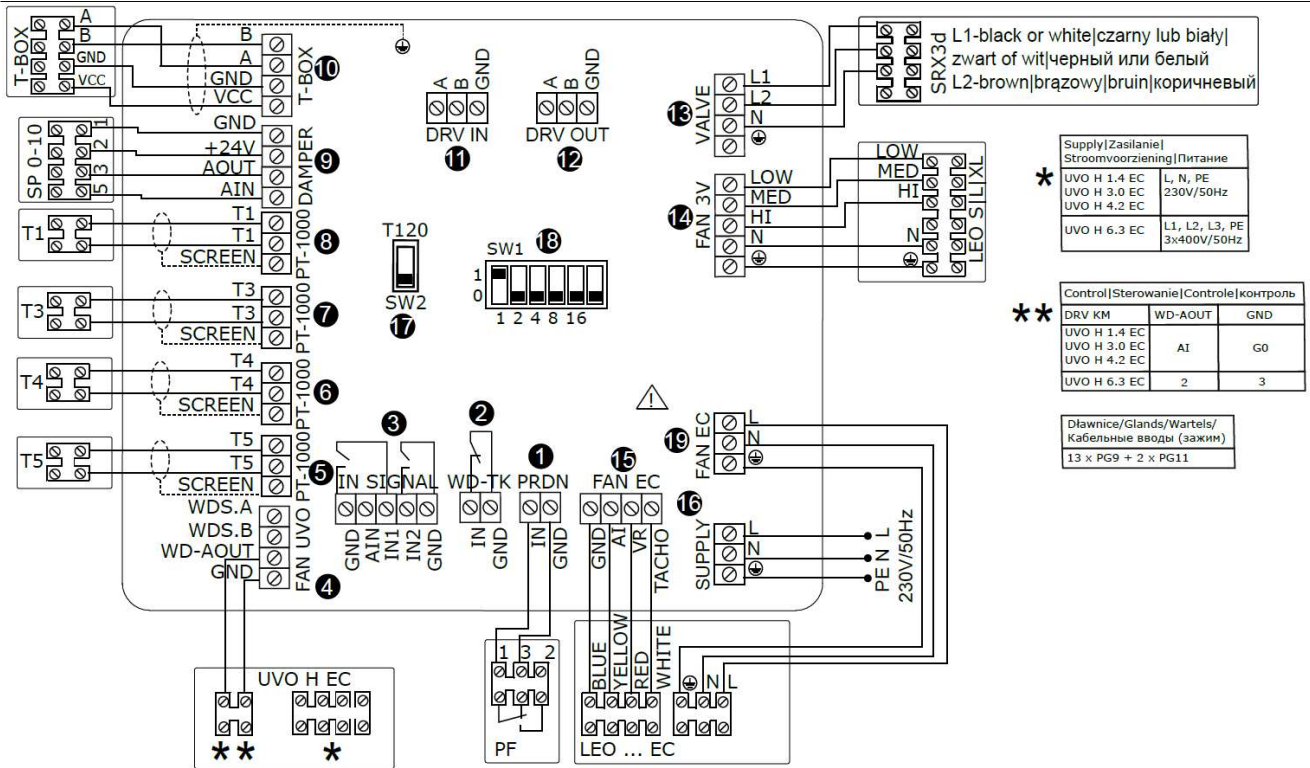 T-BOX
A
B
GND
VCC
B
A
GND
VCC
T-BOX
10
SP 0-10
1
2
3
5
GND
+24V
AOUT
AIN
DAMPER
9
T1
T1
T1
SCREEN
PT-1000
8
T3
T3
T3
SCREEN
PT-1000
7
T4
T4
T4
SCREEN
PT-1000
6
T5
T5
T5
SCREEN
PT-1000
5
WDS.A
WDS.B
WD-AOUT
GND
FAN UVO
4
A
B
GND
DRV IN
11
A
B
GND
DRV OUT
12
T120
SW2
17
SW1
18
1
0
1 2 4 8 16
3
IN SIGNAL
GND
AIN
IN1
IN2
GND
2
WD-TK
IN
GND
1
PRDN
IN
GND
15
FAN EC
GND
AI
VR
TACHO
13
VALVE
L1
L2
N
SRX3d
L1-black or white|czarny lub biały|
zwart of wit|черный или белый
L2-brown|brązowy|bruin|коричневый
14
FAN 3V
LOW
MED
HI
N
LOW
MED
HI
N
LEO S|L|XL
19
FAN EC
L
N
16
SUPPLY
L
N
L
N
PE
230V/50Hz
UVO H EC
* *
*
1 3 2
PF
BLUE
YELLOW
RED
WHITE
N L
LEO ... EC
*
Supply|Zasilanie|
Stroomvoorziening|Питание
UVO H 1.4 EC
UVO H 3.0 EC
UVO H 4.2 EC
L, N, PE
230V/50Hz
UVO H 6.3 EC
L1, L2, L3, PE
3x400V/50Hz
**
Control|Sterowanie|Controle|контроль
DRV KM WD-AOUT GND
UVO H 1.4 EC
UVO H 3.0 EC
UVO H 4.2 EC
AI G0
UVO H 6.3 EC 2 3
Dławnice/Glands/Wartels/
Кабельные вводы (зажим)
13 x PG9 + 2 x PG11